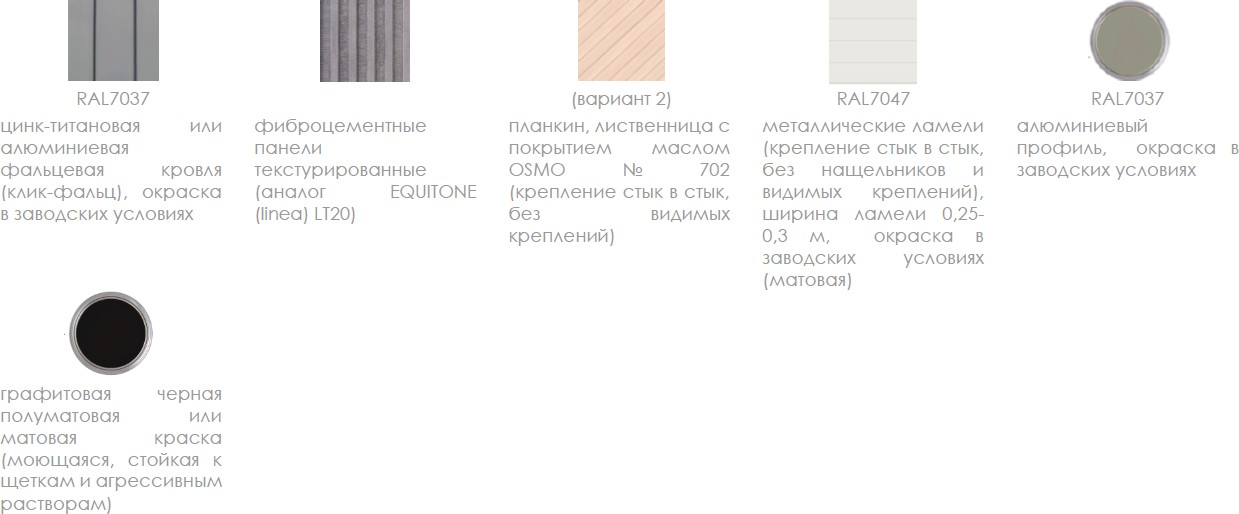 RAL7037
цинк-титановая или
алюминиевая
фальцевая кровля
(клик-фальц), окраска
в заводских условиях
фиброцементные
панели
текстурированные
(аналог EQUITONE
(linea) LT20)
(вариант 2)
планкин, лиственница с
покрытием маслом
OSMO № 702
(крепление стык в стык,
без видимых
креплений)
RAL7047
металлические ламели
(крепление стык в стык,
без нащельников и
видимых креплений),
ширина ламели 0,25-
0,3 м, окраска в
заводских условиях
(матовая)
RAL7037
алюминиевый
профиль, окраска в
заводских условиях
графитовая черная
полуматовая или
матовая краска
(моющаяся, стойкая к
щеткам и агрессивным
растворам)